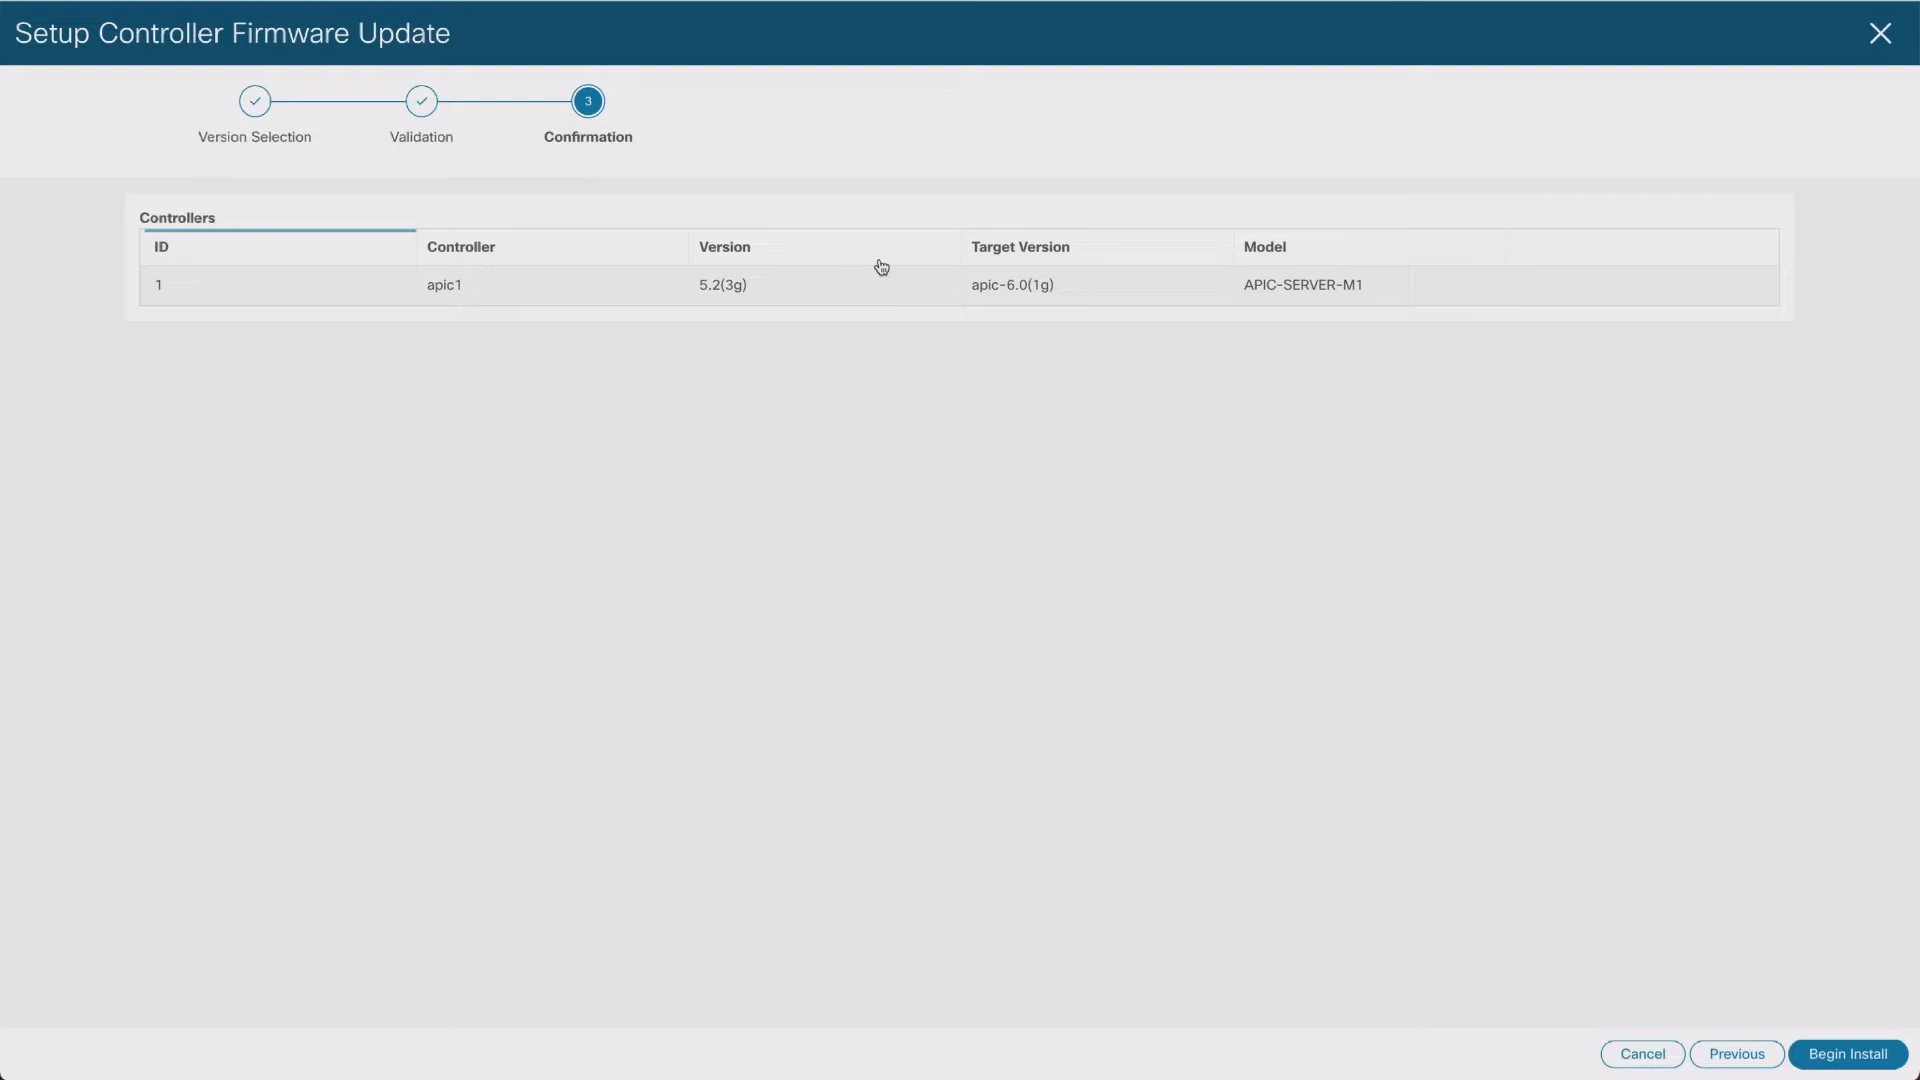 Setup Controller Firmware Update
3
Version Selection
Validation
Confirmation
Controllers
ID Controller Version Target Version Model
1 apic1 5.2(3g) apic-6.0(1g) APIC-SERVER-M1
Cancel Previous Begin Install